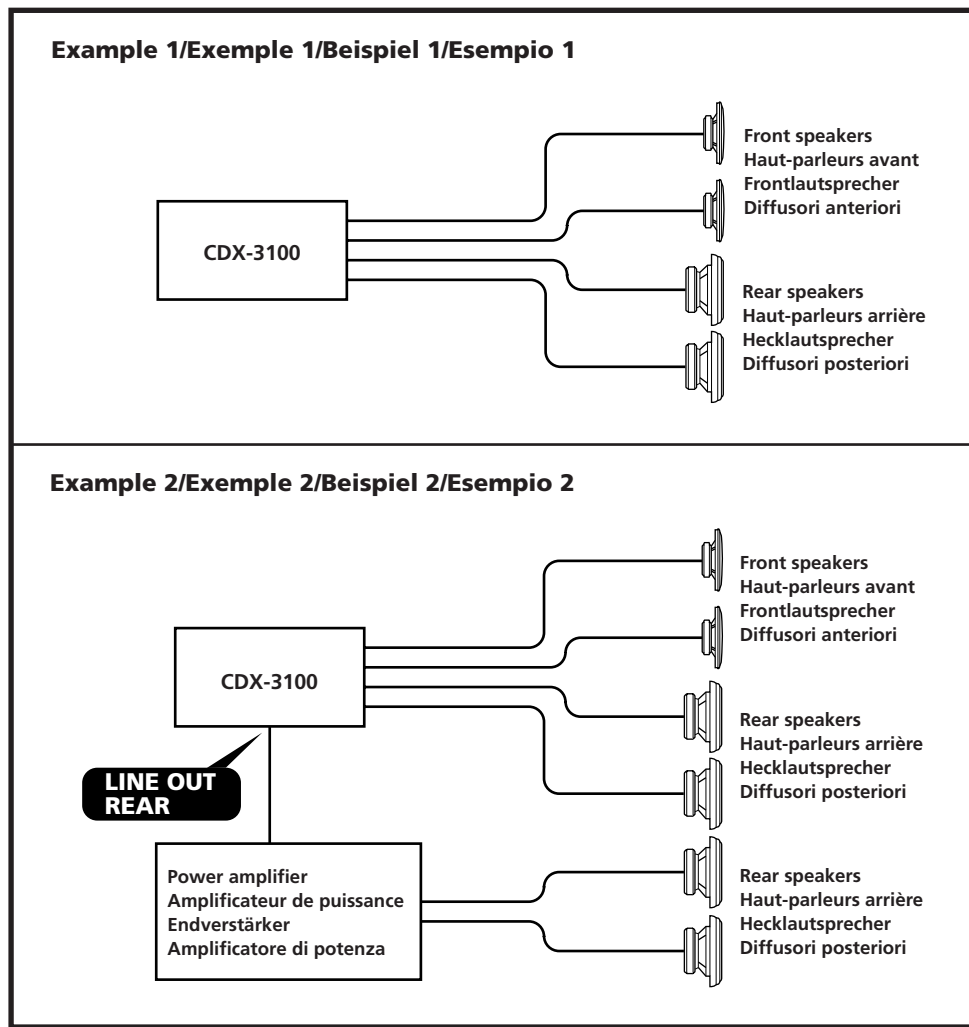 Example 1/Exemple 1/Beispiel 1/Esempio 1
CDX-3100
Front speakers
Haut-parleurs avant
Frontlautsprecher
Diffusori anteriori
Rear speakers
Haut-parleurs arrière
Hecklautsprecher
Diffusori posteriori
Example 2/Exemple 2/Beispiel 2/Esempio 2
CDX-3100
Front speakers
Haut-parleurs avant
Frontlautsprecher
Diffusori anteriori
Rear speakers
Haut-parleurs arrière
Hecklautsprecher
Diffusori posteriori
LINE OUT
REAR
Power amplifier
Amplificateur de puissance
Endverstärker
Amplificatore di potenza
Rear speakers
Haut-parleurs arrière
Hecklautsprecher
Diffusori posteriori